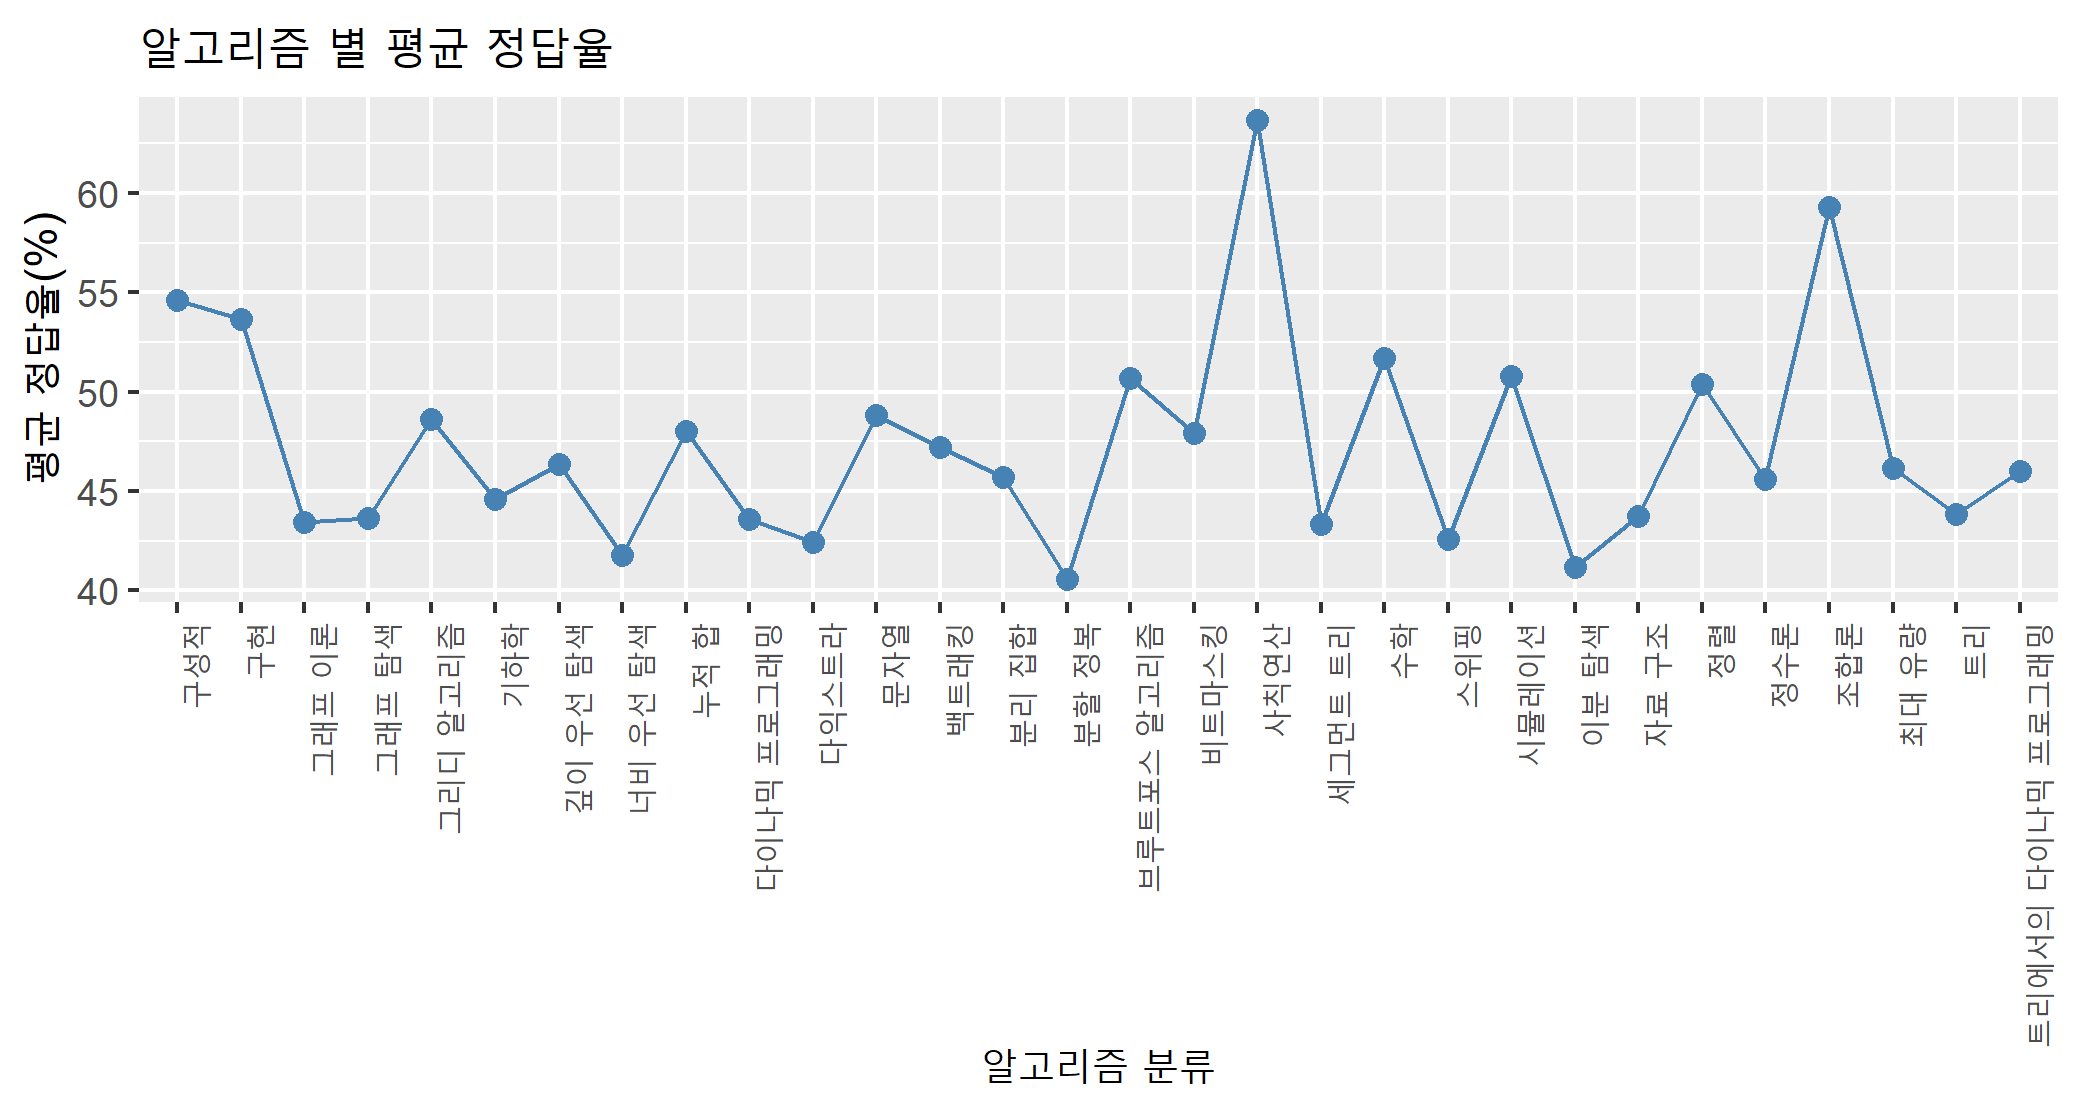 알고리즘 별 평균 정답율
평균 정답율(%)
60
55
50
45
40
구성적
구현
그래프 이론
그래프 탐색
그리디 알고리즘
기하학
깊이 우선 탐색
너비 우선 탐색
누적 합
다이나믹 프로그래밍
다익스트라
문자열
백트래킹
분리 집합
분할 정복
브루트포스 알고리즘
비트마스킹
사칙연산
세그먼트 트리
수학
스위핑
시뮬레이션
이분 탐색
자료 구조
정렬
정수론
조합론
최대 유량
트리
트리에서의 다이나믹 프로그래밍
알고리즘 분류